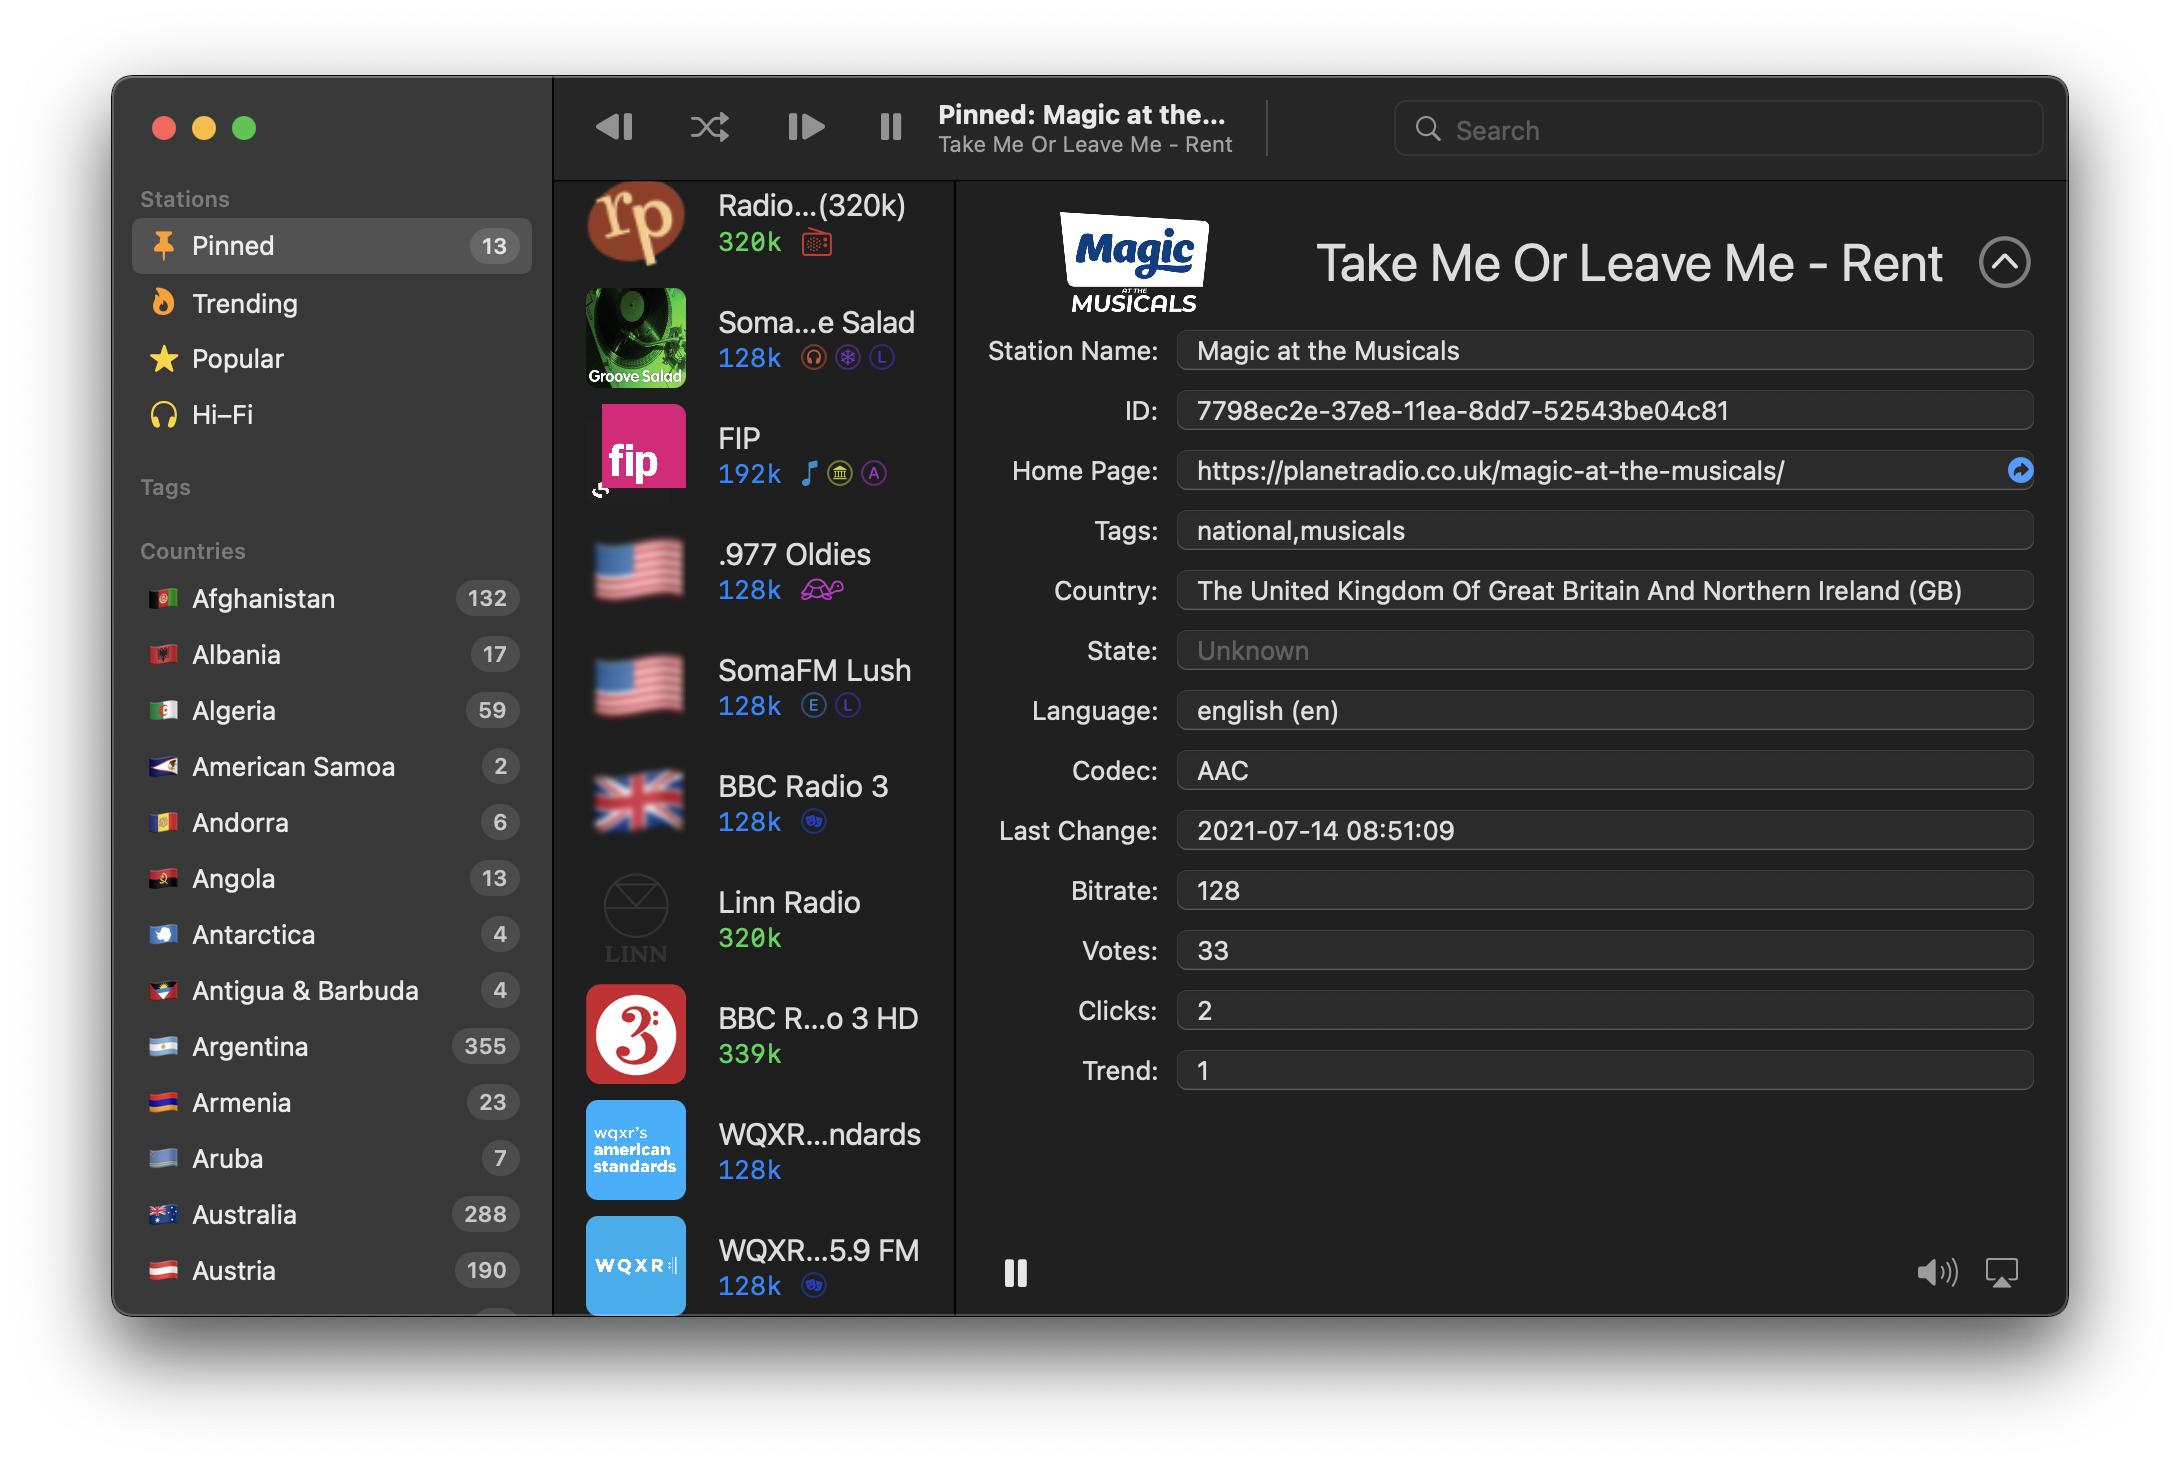 Stations
Pinned 13
Trending
Popular
Hi–Fi
Tags
Countries
Afghanistan 132
Albania 17
Algeria 59
American Samoa 2
Andorra 6
Angola 13
Antarctica 4
Antigua & Barbuda 4
Argentina 355
Armenia 23
Aruba 7
Australia 288
Austria 190
Pinned: Magic at the...
Take Me Or Leave Me - Rent
Search
rp
Radio...(320k)
320k
Groove Salad
Soma...e Salad
128k
L
fip
FIP
192k
A
.977 Oldies
128k
SomaFM Lush
128k
E L
BBC Radio 3
128k
LINN
Linn Radio
320k
3
BBC R...o 3 HD
339k
wqxr's
american
standards
WQXR...ndards
128k
WQXR
WQXR...5.9 FM
128k
Magic
AT THE
MUSICALS
Take Me Or Leave Me - Rent
Station Name: Magic at the Musicals
ID: 7798ec2e-37e8-11ea-8dd7-52543be04c81
Home Page: https://planetradio.co.uk/magic-at-the-musicals/
Tags: national,musicals
Country: The United Kingdom Of Great Britain And Northern Ireland (GB)
State: Unknown
Language: english (en)
Codec: AAC
Last Change: 2021-07-14 08:51:09
Bitrate: 128
Votes: 33
Clicks: 2
Trend: 1